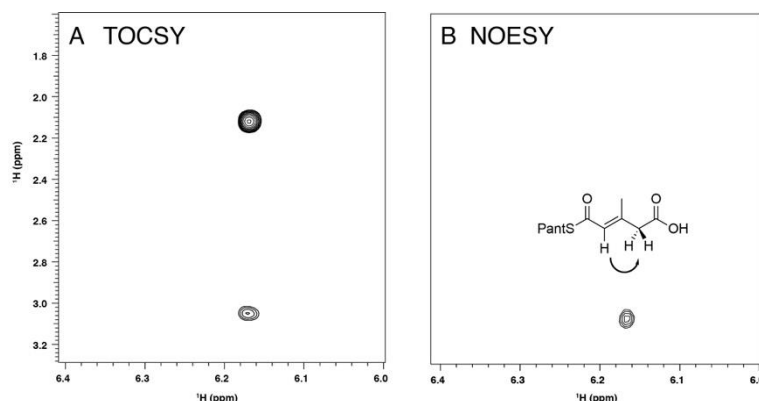 A TOCSY
1.8
2.0
2.2
2.4
2.6
2.8
3.0
3.2
¹H (ppm)
6.4
6.3
6.2
6.1
6.0
¹H (ppm)
B NOESY
O
O
PantS
OH
H
H
H
6.4
6.3
6.2
6.1
¹H (ppm)